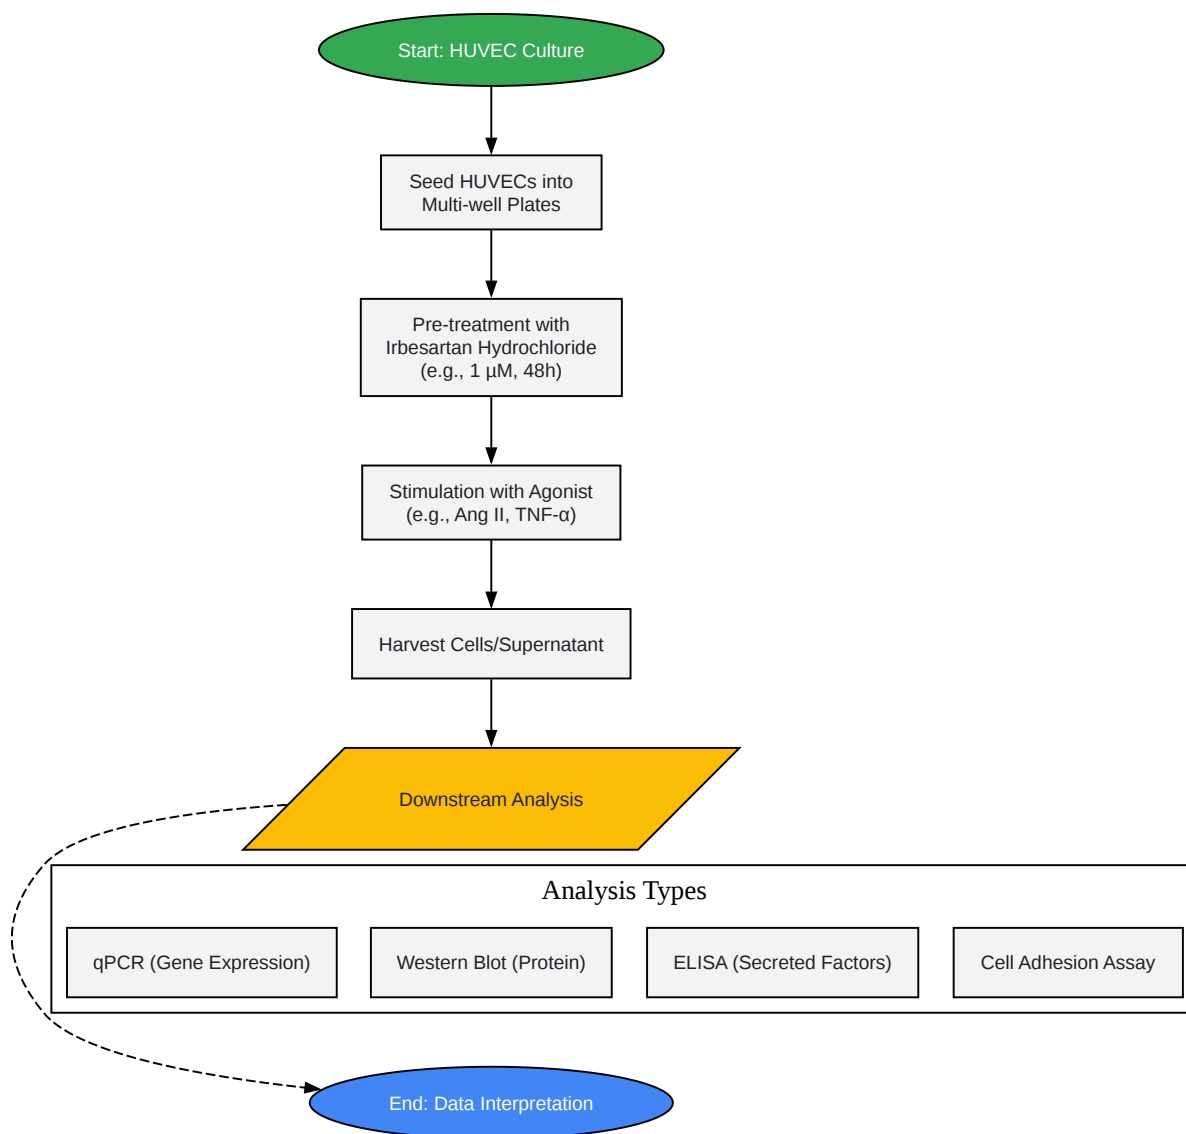 Start: HUVEC Culture
Seed HUVECs into
Multi-well Plates
Pre-treatment with
Irbesartan Hydrochloride
(e.g., 1 µM, 48h)
Stimulation with Agonist
(e.g., Ang II, TNF-α)
Harvest Cells/Supernatant
Downstream Analysis
Analysis Types
qPCR (Gene Expression)
Western Blot (Protein)
ELISA (Secreted Factors)
Cell Adhesion Assay
End: Data Interpretation